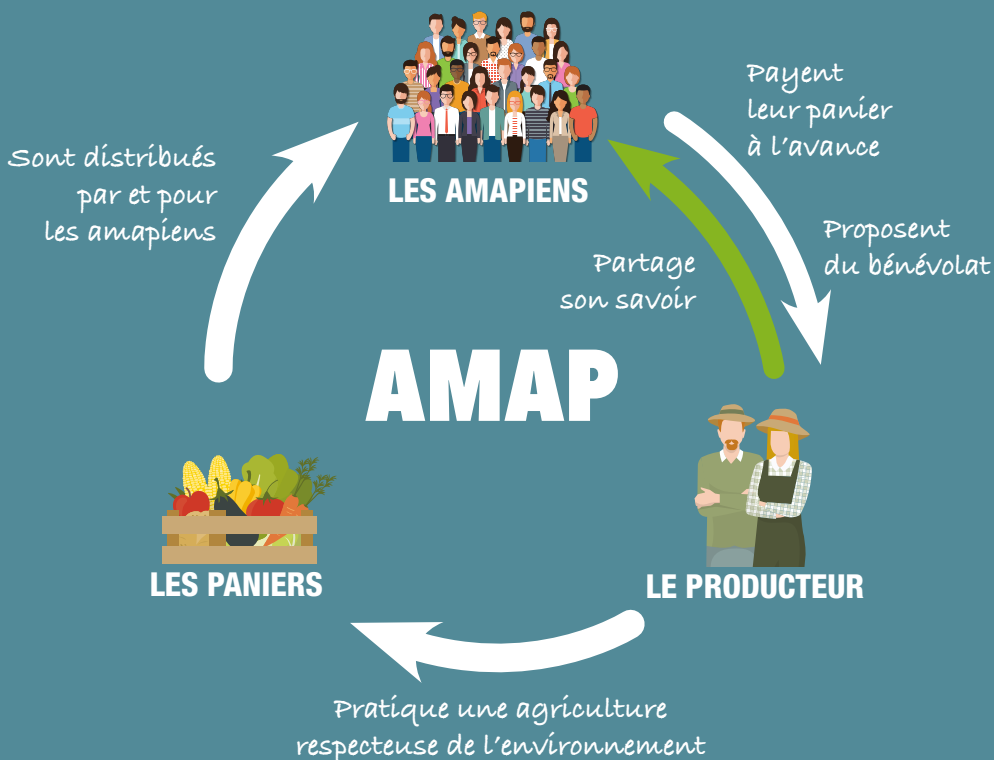 Payent
leur panier
à l'avance
Sont distribués
par et pour
les amapiens
LES AMAPIENS
Proposent
du bénévolat
Partage
son savoir
AMAP
LES PANIERS
LE PRODUCTEUR
Pratique une agriculture
respecteuse de l'environnement